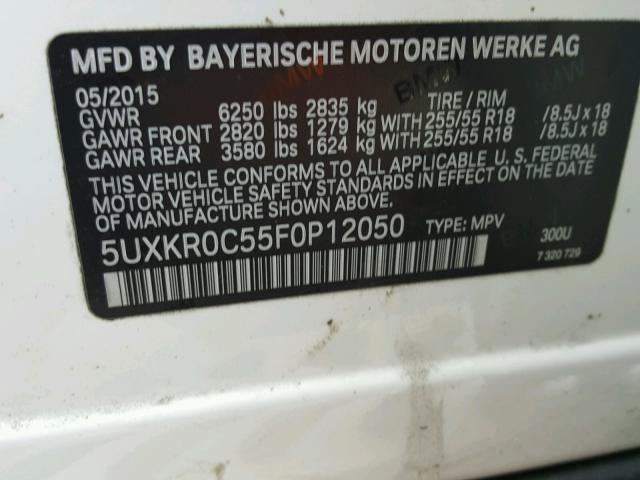 MFD BY BAYERISCHE MOTOREN WERKE AG
05/2015 TIRE / RIM
GVWR 6250 lbs 2835 kg
GAWR FRONT 2820 lbs 1279 kg WITH 255/55 R18 /8.5J x 18
GAWR REAR 3580 lbs 1624 kg WITH 255/55 R18 /8.5J x 18
THIS VEHICLE CONFORMS TO ALL APPLICABLE U. S. FEDERAL
MOTOR VEHICLE SAFETY STANDARDS IN EFFECT ON THE DATE
OF MANUFACTURE SHOWN ABOVE.
5UXKR0C55F0P12050 TYPE: MPV 300U
7 320 729
BMW BMW BMW